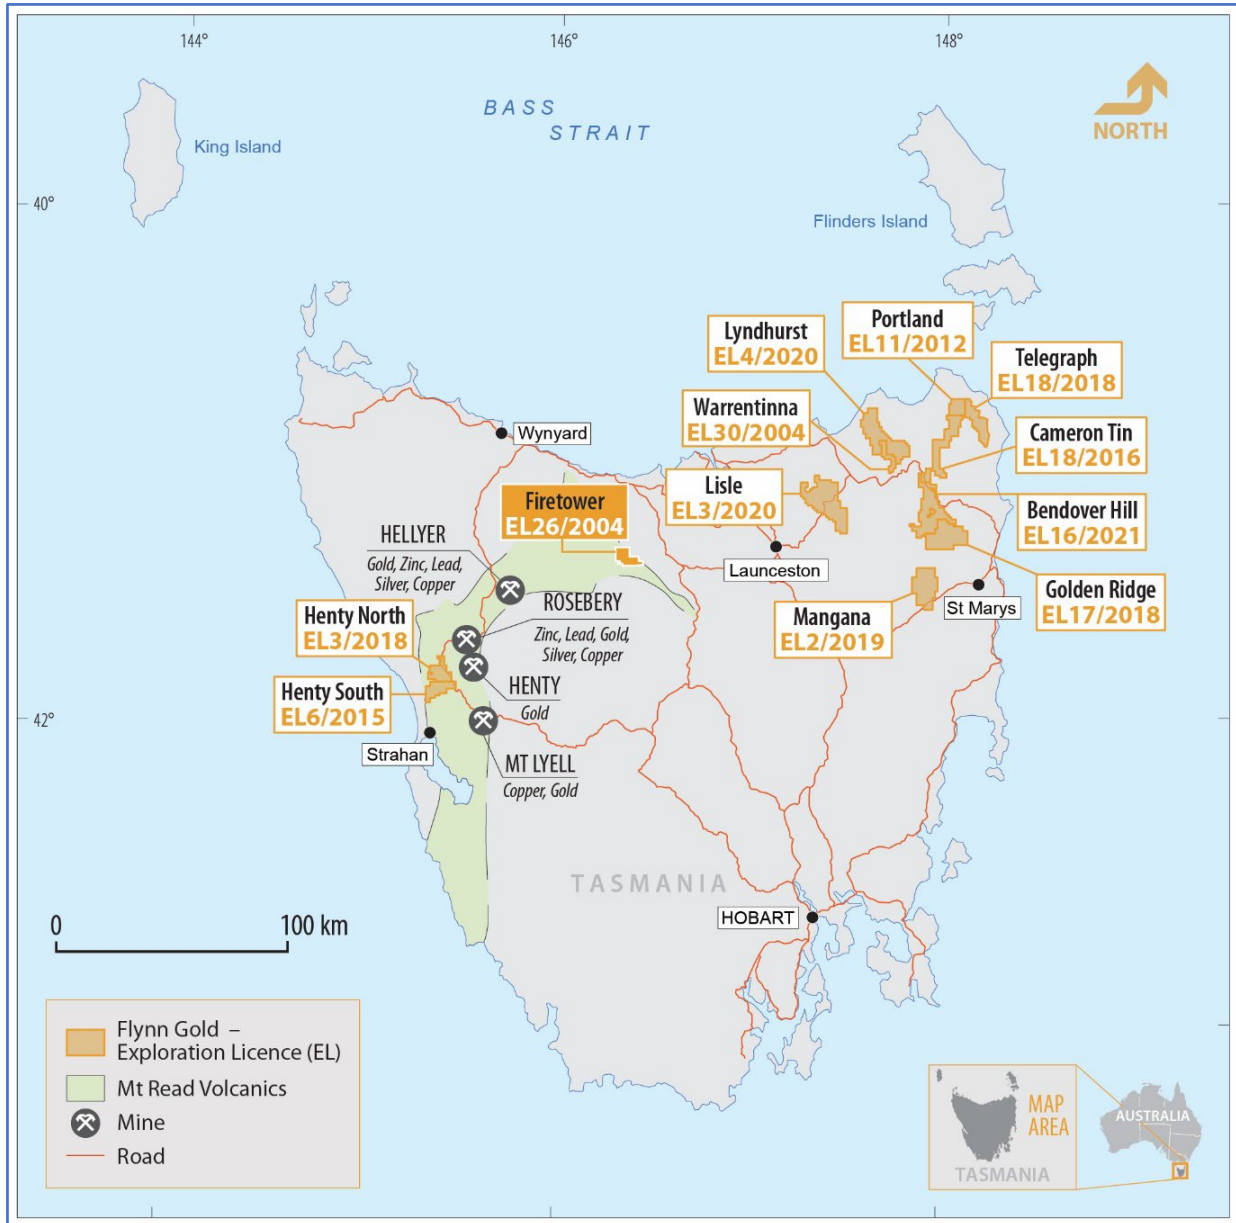 144°
146°
148°
BASS
STRAIT
NORTH
King Island
40°
Flinders Island
Portland
EL11/2012
Lyndhurst
EL4/2020
Telegraph
EL18/2018
Warrentinna
EL30/2004
Cameron Tin
EL18/2016
Wynyard
Lisle
EL3/2020
Firetower
EL26/2004
Bendover Hill
EL16/2021
HELLYER
Gold, Zinc, Lead,
Silver, Copper
Launceston
Golden Ridge
EL17/2018
St Marys
ROSEBERY
Zinc, Lead, Gold,
Silver, Copper
Henty North
EL3/2018
Mangana
EL2/2019
HENTY
Gold
Henty South
EL6/2015
42°
Strahan
MT LYELL
Copper, Gold
TASMANIA
HOBART
0
100 km
Flynn Gold –
Exploration Licence (EL)
Mt Read Volcanics
Mine
Road
MAP
AREA
TASMANIA
AUSTRALIA